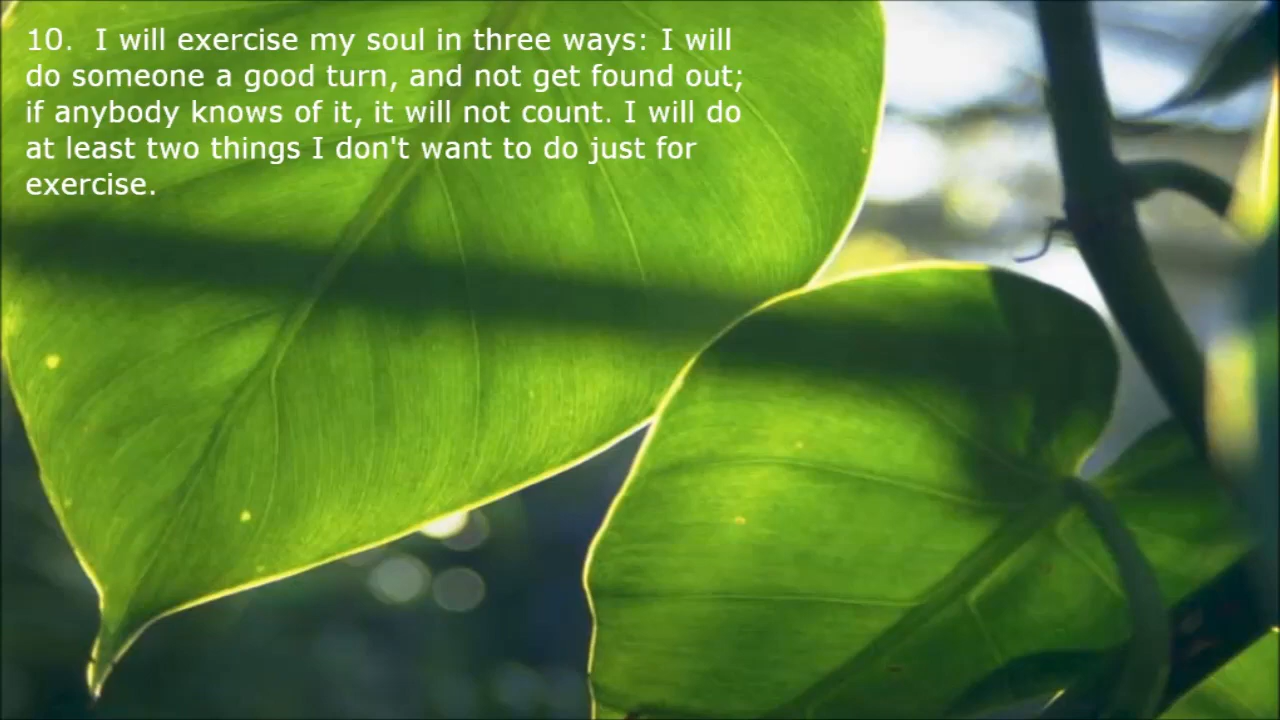 10.  I will exercise my soul in three ways: I will
do someone a good turn, and not get found out;
if anybody knows of it, it will not count. I will do
at least two things I don't want to do just for
exercise.